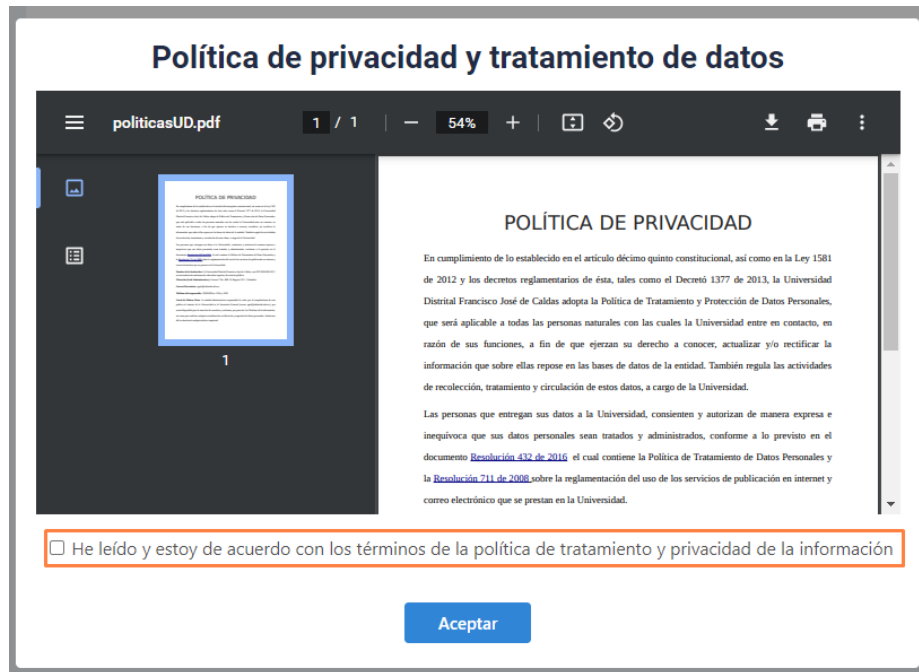 Política de privacidad y tratamiento de datos
politicasUD.pdf
1 / 1
54%
POLÍTICA DE PRIVACIDAD
1
POLÍTICA DE PRIVACIDAD
En cumplimiento de lo establecido en el artículo décimo quinto constitucional, así como en la Ley 1581
de 2012 y los decretos reglamentarios de ésta, tales como el Decretó 1377 de 2013, la Universidad
Distrital Francisco José de Caldas adopta la Política de Tratamiento y Protección de Datos Personales,
que será aplicable a todas las personas naturales con las cuales la Universidad entre en contacto, en
razón de sus funciones, a fin de que ejerzan su derecho a conocer, actualizar y/o rectificar la
información que sobre ellas repose en las bases de datos de la entidad. También regula las actividades
de recolección, tratamiento y circulación de estos datos, a cargo de la Universidad.
Las personas que entregan sus datos a la Universidad, consienten y autorizan de manera expresa e
inequívoca que sus datos personales sean tratados y administrados, conforme a lo previsto en el
documento Resolución 432 de 2016 el cual contiene la Política de Tratamiento de Datos Personales y
la Resolución 711 de 2008 sobre la reglamentación del uso de los servicios de publicación en internet y
correo electrónico que se prestan en la Universidad.
He leído y estoy de acuerdo con los términos de la política de tratamiento y privacidad de la información
Aceptar